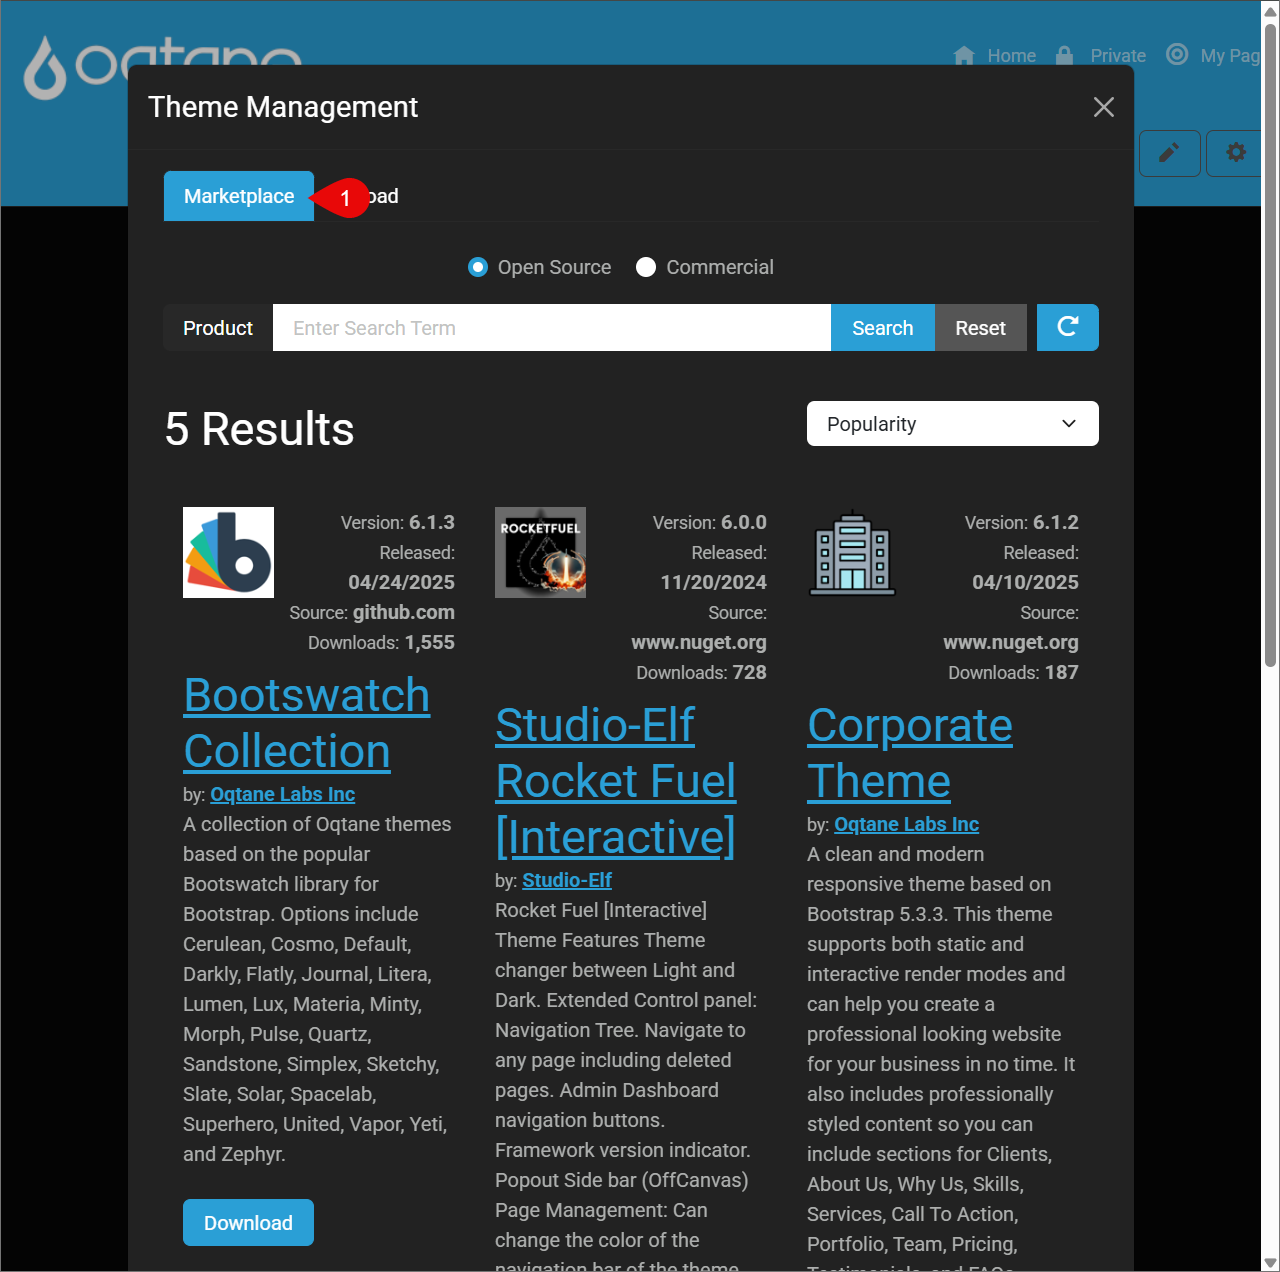 oqtane
Home Private My Pag
Theme Management
Marketplace 1 oad
Open Source Commercial
Product Enter Search Term Search Reset
5 Results
Popularity
Version: 6.1.3
Released:
04/24/2025
Source: github.com
Downloads: 1,555
Bootswatch
Collection
by: Oqtane Labs Inc
A collection of Oqtane themes
based on the popular
Bootswatch library for
Bootstrap. Options include
Cerulean, Cosmo, Default,
Darkly, Flatly, Journal, Litera,
Lumen, Lux, Materia, Minty,
Morph, Pulse, Quartz,
Sandstone, Simplex, Sketchy,
Slate, Solar, Spacelab,
Superhero, United, Vapor, Yeti,
and Zephyr.
Download
ROCKETFUEL
Version: 6.0.0
Released:
11/20/2024
Source:
www.nuget.org
Downloads: 728
Studio-Elf
Rocket Fuel
[Interactive]
by: Studio-Elf
Rocket Fuel [Interactive]
Theme Features Theme
changer between Light and
Dark. Extended Control panel:
Navigation Tree. Navigate to
any page including deleted
pages. Admin Dashboard
navigation buttons.
Framework version indicator.
Popout Side bar (OffCanvas)
Page Management: Can
change the color of the
navigation bar of the theme
Version: 6.1.2
Released:
04/10/2025
Source:
www.nuget.org
Downloads: 187
Corporate
Theme
by: Oqtane Labs Inc
A clean and modern
responsive theme based on
Bootstrap 5.3.3. This theme
supports both static and
interactive render modes and
can help you create a
professional looking website
for your business in no time. It
also includes professionally
styled content so you can
include sections for Clients,
About Us, Why Us, Skills,
Services, Call To Action,
Portfolio, Team, Pricing,
Testimonials, and FAQs